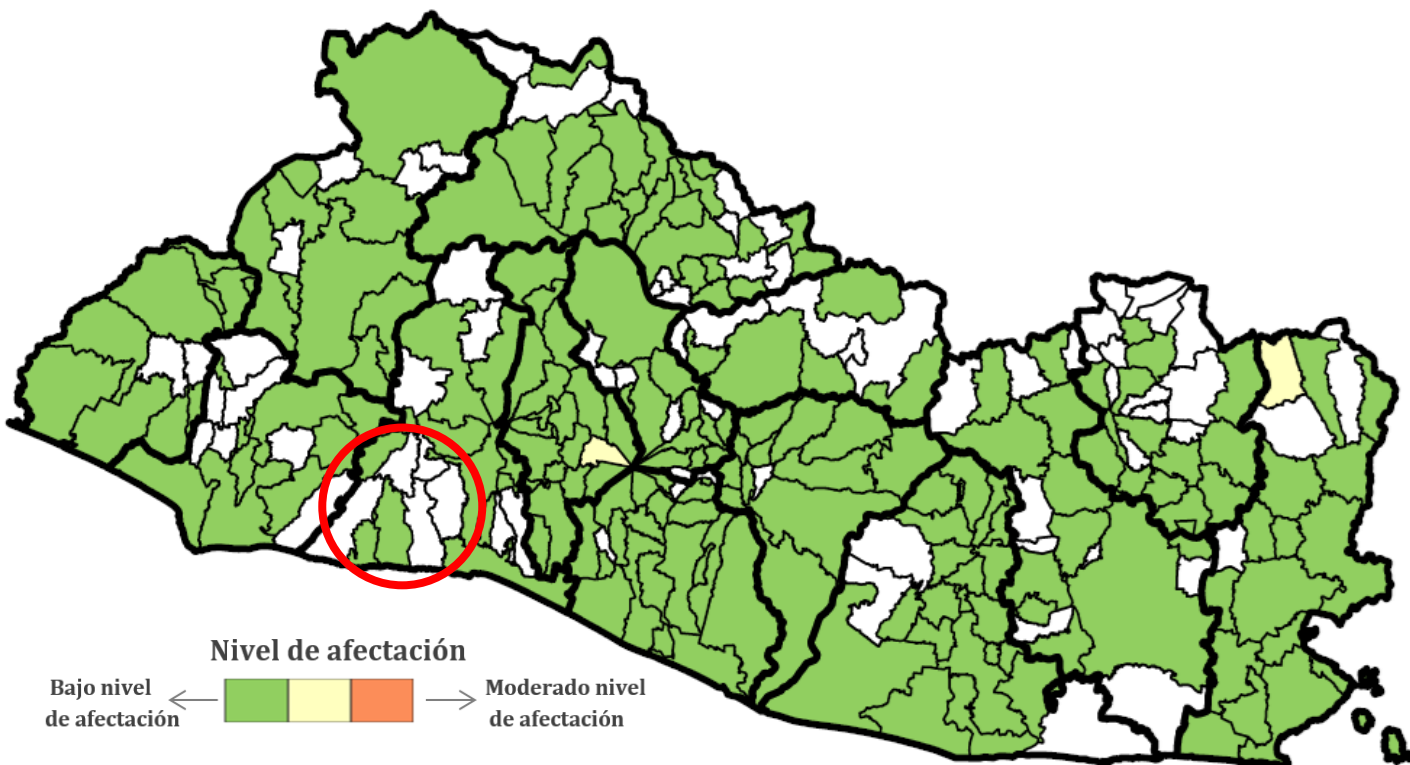 Nivel de afectación
Bajo nivel
de afectación
Moderado nivel
de afectación